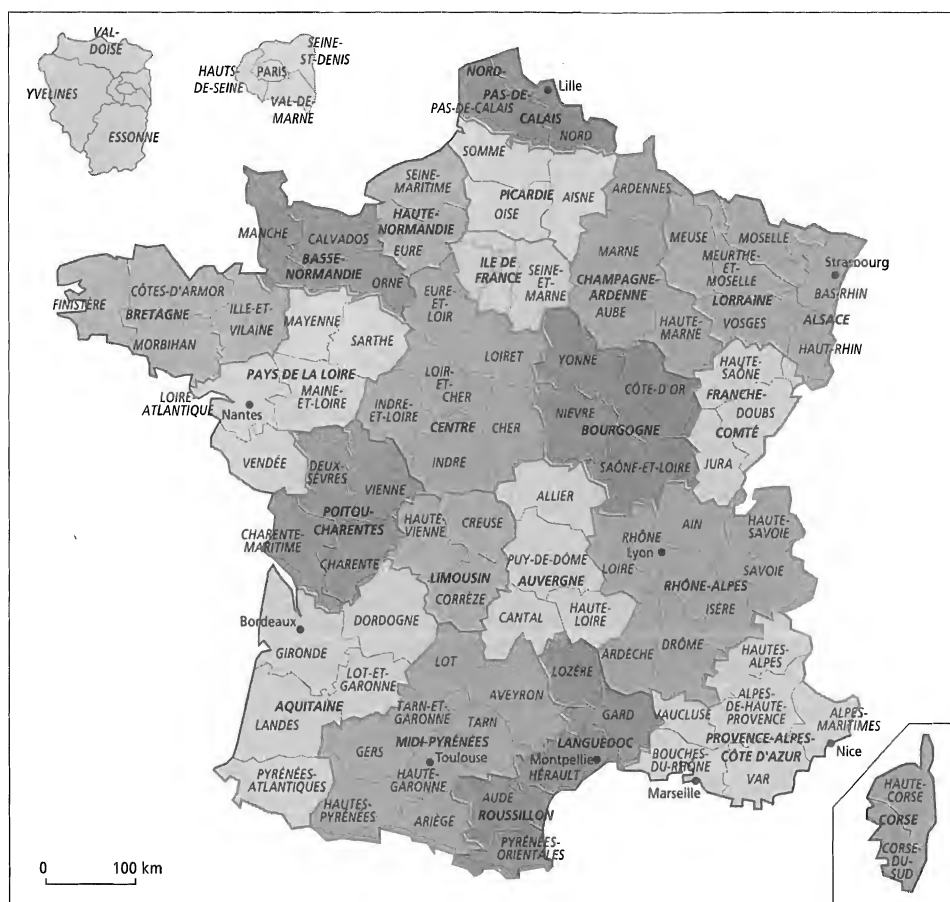 VAL-
DOISE
SEINE-
ST-DENIS
HAUTS-
DE-SEINE
PARIS
VAL-DE-
MARNE
YVELINES
ESSONNE
NORD-
PAS-DE-
CALAIS
Lille
PAS-DE-CALAIS
NORD
SOMME
PICARDIE
OISE
AISNE
ARDENNES
SEINE-
MARITIME
HAUTE-
NORMANDIE
EURE
MANCHE
CALVADOS
BASSE-
NORMANDIE
ORNE
ILE DE
FRANCE
SEINE-
ET-
MARNE
MARNE
CHAMPAGNE-
ARDENNE
AUBE
HAUTE-
MARNE
MEUSE
MOSELLE
MEURTHE-
ET-
MOSELLE
LORRAINE
VOSGES
Strasbourg
BAS-RHIN
ALSACE
HAUT-RHIN
FINISTÈRE
CÔTES-D'ARMOR
BRETAGNE
MORBIHAN
ILLE-ET-
VILAINE
MAYENNE
SARTHE
PAYS DE LA LOIRE
MAINE-
ET-LOIRE
LOIRE-
ATLANTIQUE
Nantes
VENDÉE
EURE-
ET-
LOIR
LOIRET
LOIR-
ET-
CHER
INDRE-
ET-LOIRE
CENTRE
CHER
INDRE
YONNE
CÔTE-D'OR
NIEVRE
BOURGOGNE
SAÔNE-ET-LOIRE
HAUTE-
SAÔNE
FRANCHE-
DOUBS
COMTÉ
JURA
DEUX-
SÈVRES
VIENNE
POITOU-
CHARENTES
CHARENTE-
MARITIME
CHARENTE
HAUTE-
VIENNE
CREUSE
LIMOUSIN
CORRÈZE
ALLIER
PUY-DE-DÔME
AUVERGNE
CANTAL
HAUTE-
LOIRE
AIN
HAUTE-
SAVOIE
RHÔNE
Lyon
LOIRE
SAVOIE
RHÔNE-ALPES
ISÈRE
DRÔME
ARDÈCHE
Bordeaux
GIRONDE
DORDOGNE
LOT-ET-
GARONNE
AQUITAINE
LANDES
PYRÉNÉES-
ATLANTIQUES
LOT
AVEYRON
TARN-ET-
GARONNE
TARN
GERS
MIDI-PYRÉNÉES
Toulouse
HAUTE-
GARONNE
HAUTES-
PYRÉNÉES
ARIÈGE
LOZÈRE
GARD
LANGUEDOC
Montpellie
HÉRAULT
AUDE
ROUSSILLON
PYRÉNÉES-
ORIENTALES
HAUTES-
ALPES
ALPES-
DE-HAUTE-
PROVENCE
ALPES-
MARITIMES
VAUCLUSE
PROVENCE-ALPES-
CÔTE D'AZUR
BOUCHES-
DU-RHÔNE
Marseille
VAR
Nice
HAUTE-
CORSE
CORSE
CORSE-
DU-
SUD
0 100 km